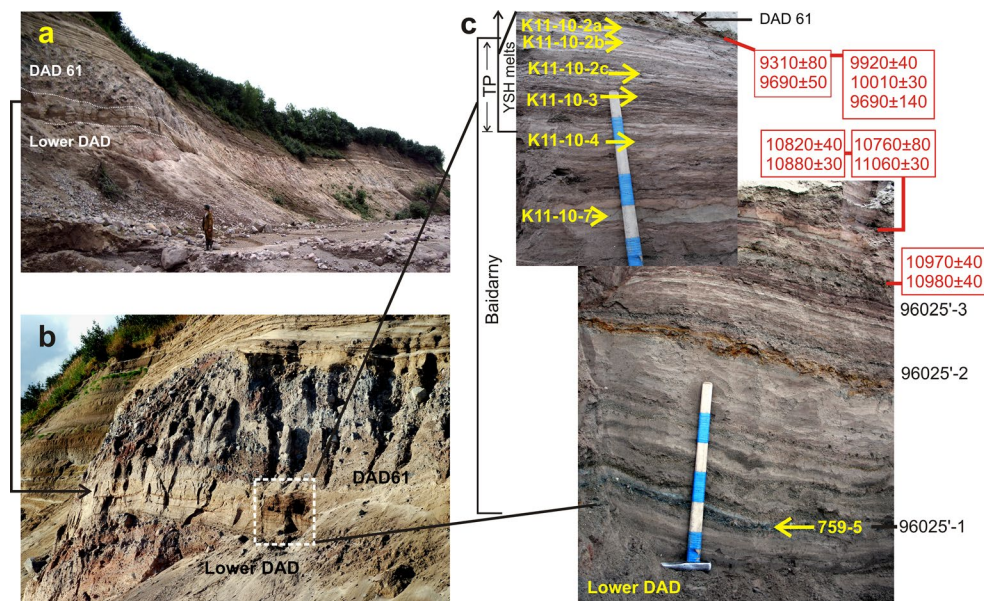 a
DAD 61
Lower DAD
b
DAD61
Lower DAD
c
TP
YSH melts
Baidarny
K11-10-2a
K11-10-2b
K11-10-2c
K11-10-3
K11-10-4
K11-10-7
DAD 61
9310±80
9690±50
9920±40
10010±30
9690±140
10820±40
10880±30
10760±80
11060±30
10970±40
10980±40
96025'-3
96025'-2
759-5
96025'-1
Lower DAD